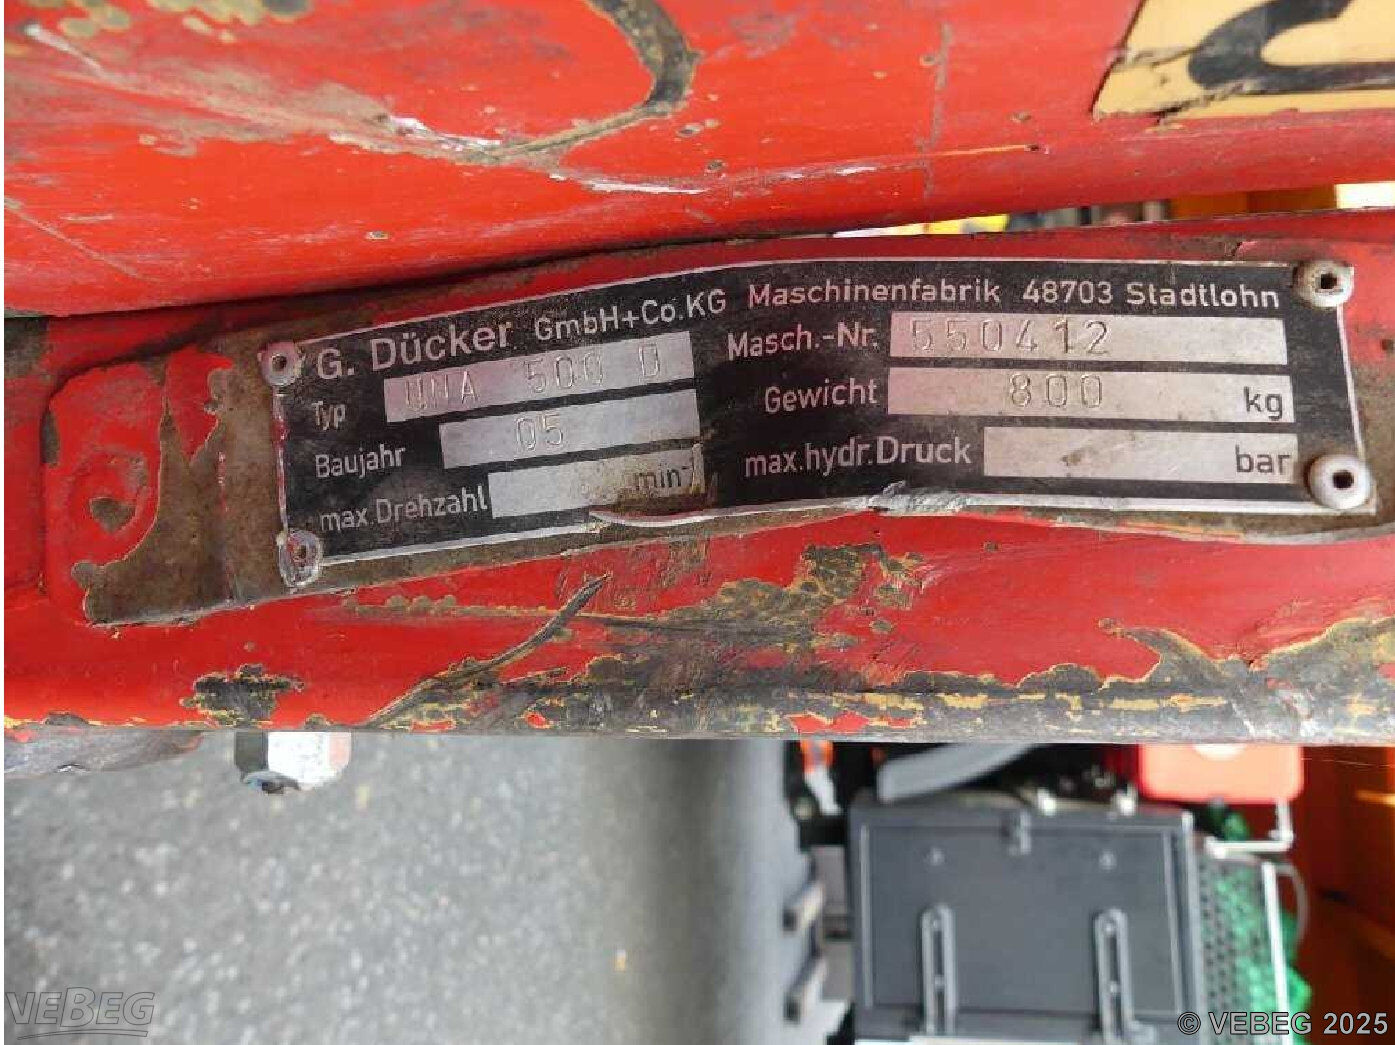 G. Dücker GmbH+Co.KG Maschinenfabrik 48703 Stadtlohn
Typ UNA 500 D Masch.-Nr. 550412
Baujahr 05 Gewicht 800 kg
max Drehzahl min⁻¹ max.hydr.Druck bar
VEBEG
© VEBEG 2025